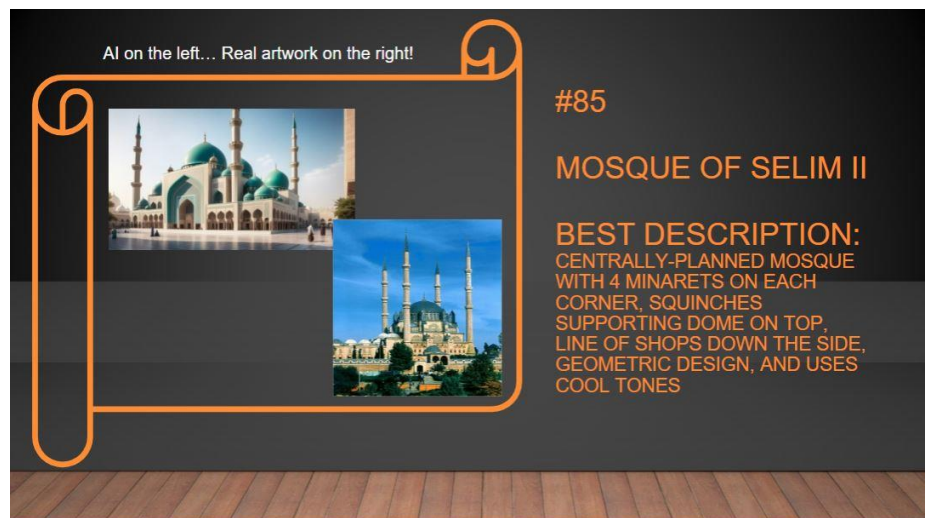 AI on the left… Real artwork on the right!
#85
MOSQUE OF SELIM II
BEST DESCRIPTION:
CENTRALLY-PLANNED MOSQUE
WITH 4 MINARETS ON EACH
CORNER, SQUINCHES
SUPPORTING DOME ON TOP,
LINE OF SHOPS DOWN THE SIDE,
GEOMETRIC DESIGN, AND USES
COOL TONES